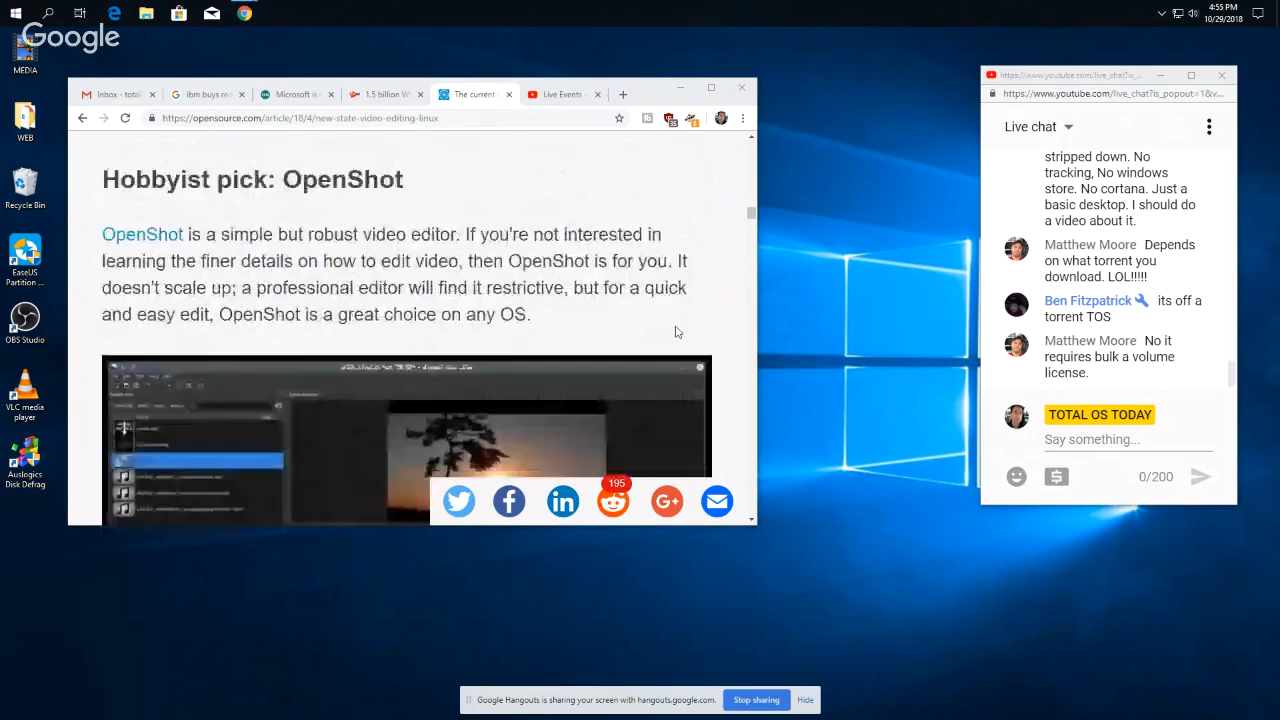 4:55 PM
10/29/2018
Google
MEDIA
WEB
Recycle Bin
EaseUS
Partition ...
OBS Studio
VLC media
player
Auslogics
Disk Defrag
Inbox - total
ibm buys red
Microsoft is
1.5 billion W
The current
Live Events -
https://opensource.com/article/18/4/new-state-video-editing-linux
Hobbyist pick: OpenShot
OpenShot is a simple but robust video editor. If you're not interested in
learning the finer details on how to edit video, then OpenShot is for you. It
doesn't scale up; a professional editor will find it restrictive, but for a quick
and easy edit, OpenShot is a great choice on any OS.
195
https://www.youtube.com/live_chat?is_...
https://www.youtube.com/live_chat?is_popout=1&v...
Live chat
stripped down. No
tracking, No windows
store. No cortana. Just a
basic desktop. I should do
a video about it.
Matthew Moore Depends
on what torrent you
download. LOL!!!!!
Ben Fitzpatrick its off a
torrent TOS
Matthew Moore No it
requires bulk a volume
license.
TOTAL OS TODAY
Say something...
0/200
Google Hangouts is sharing your screen with hangouts.google.com.
Stop sharing
Hide